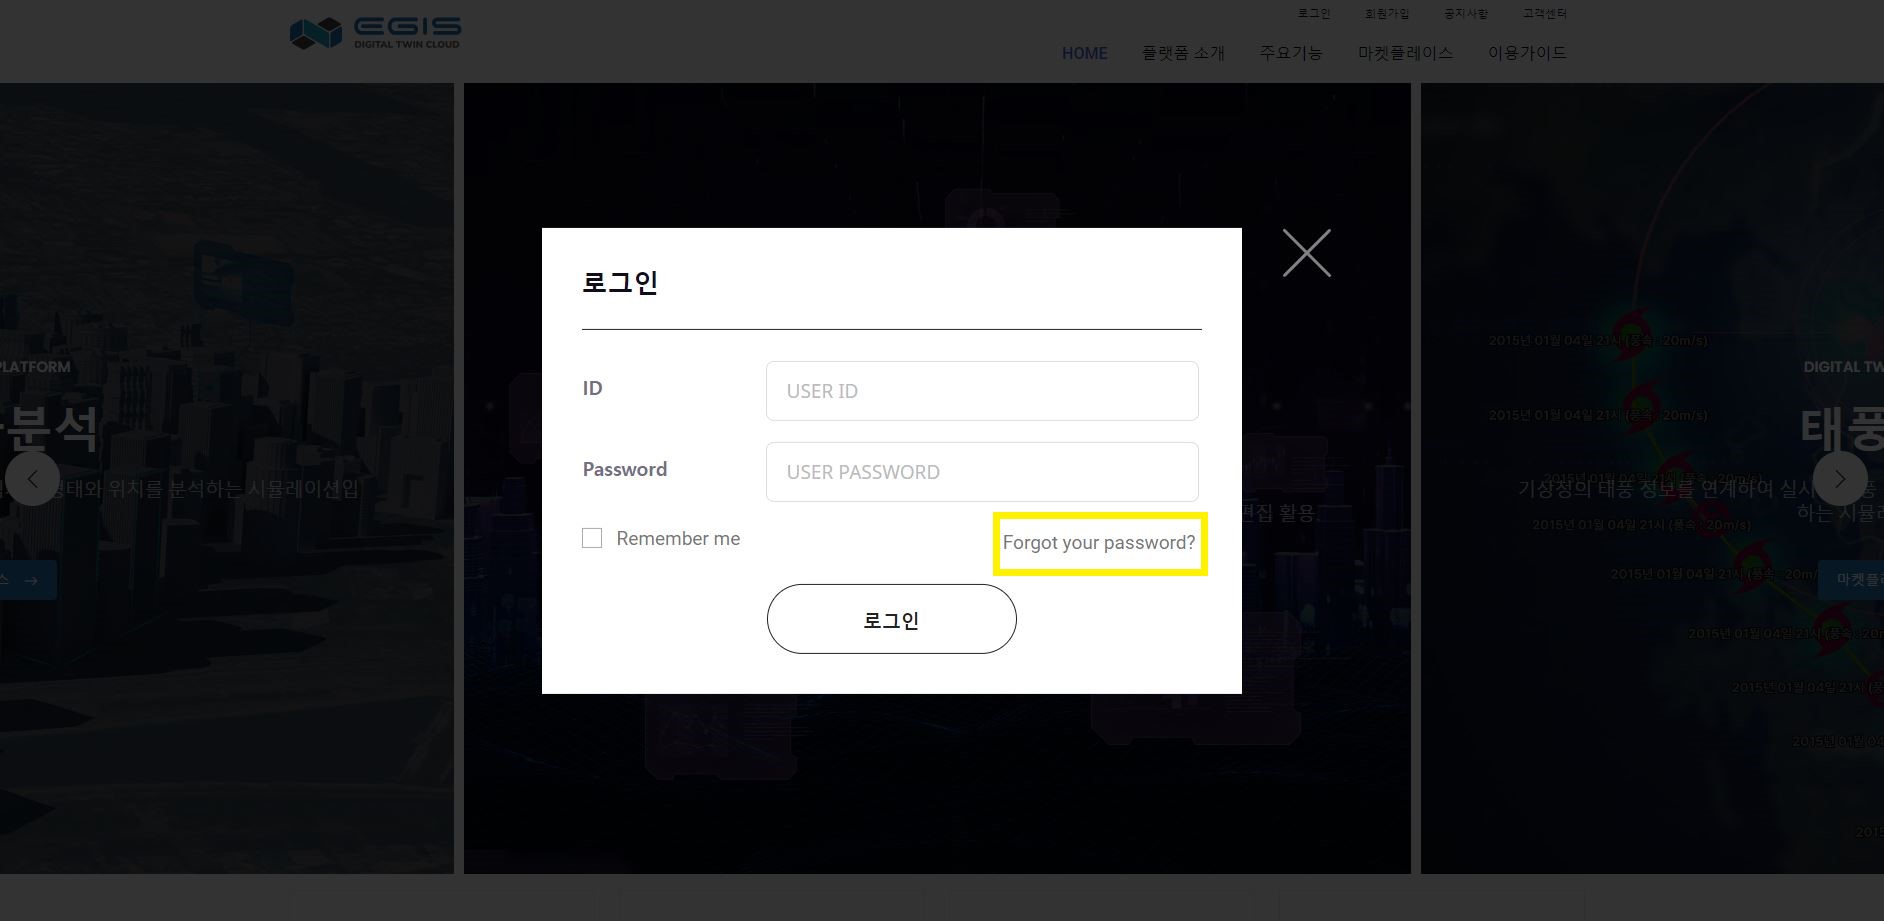 EGIS
DIGITAL TWIN CLOUD
로그인 회원가입 공지사항 고객센터
HOME 플랫폼 소개 주요기능 마켓플레이스 이용가이드
로그인
ID
USER ID
Password
USER PASSWORD
Remember me
Forgot your password?
로그인
PLATFORM
분석
형태와 위치를 분석하는 시뮬레이션입
스 →
편집 활용
DIGITAL TW
태풍
기상청의 태풍 정보를 연계하여 실시
하는 시뮬
마켓플레
2015년 01월 04일 21시 (풍속 : 20m/s)
2015년 01월 04일 21시 (풍속 : 20m/s)
2015년 01월 04일 21시 (풍속 : 20m/s)
2015년 01월 04일 21시 (풍속 : 20m/s)
2015년 01월 04일 21시 (풍속 : 20m/
2015년 01월 04일 21시 (풍속 : 20m
2015년 01월 04일 21시 (풍
2015년 01월 04
2015